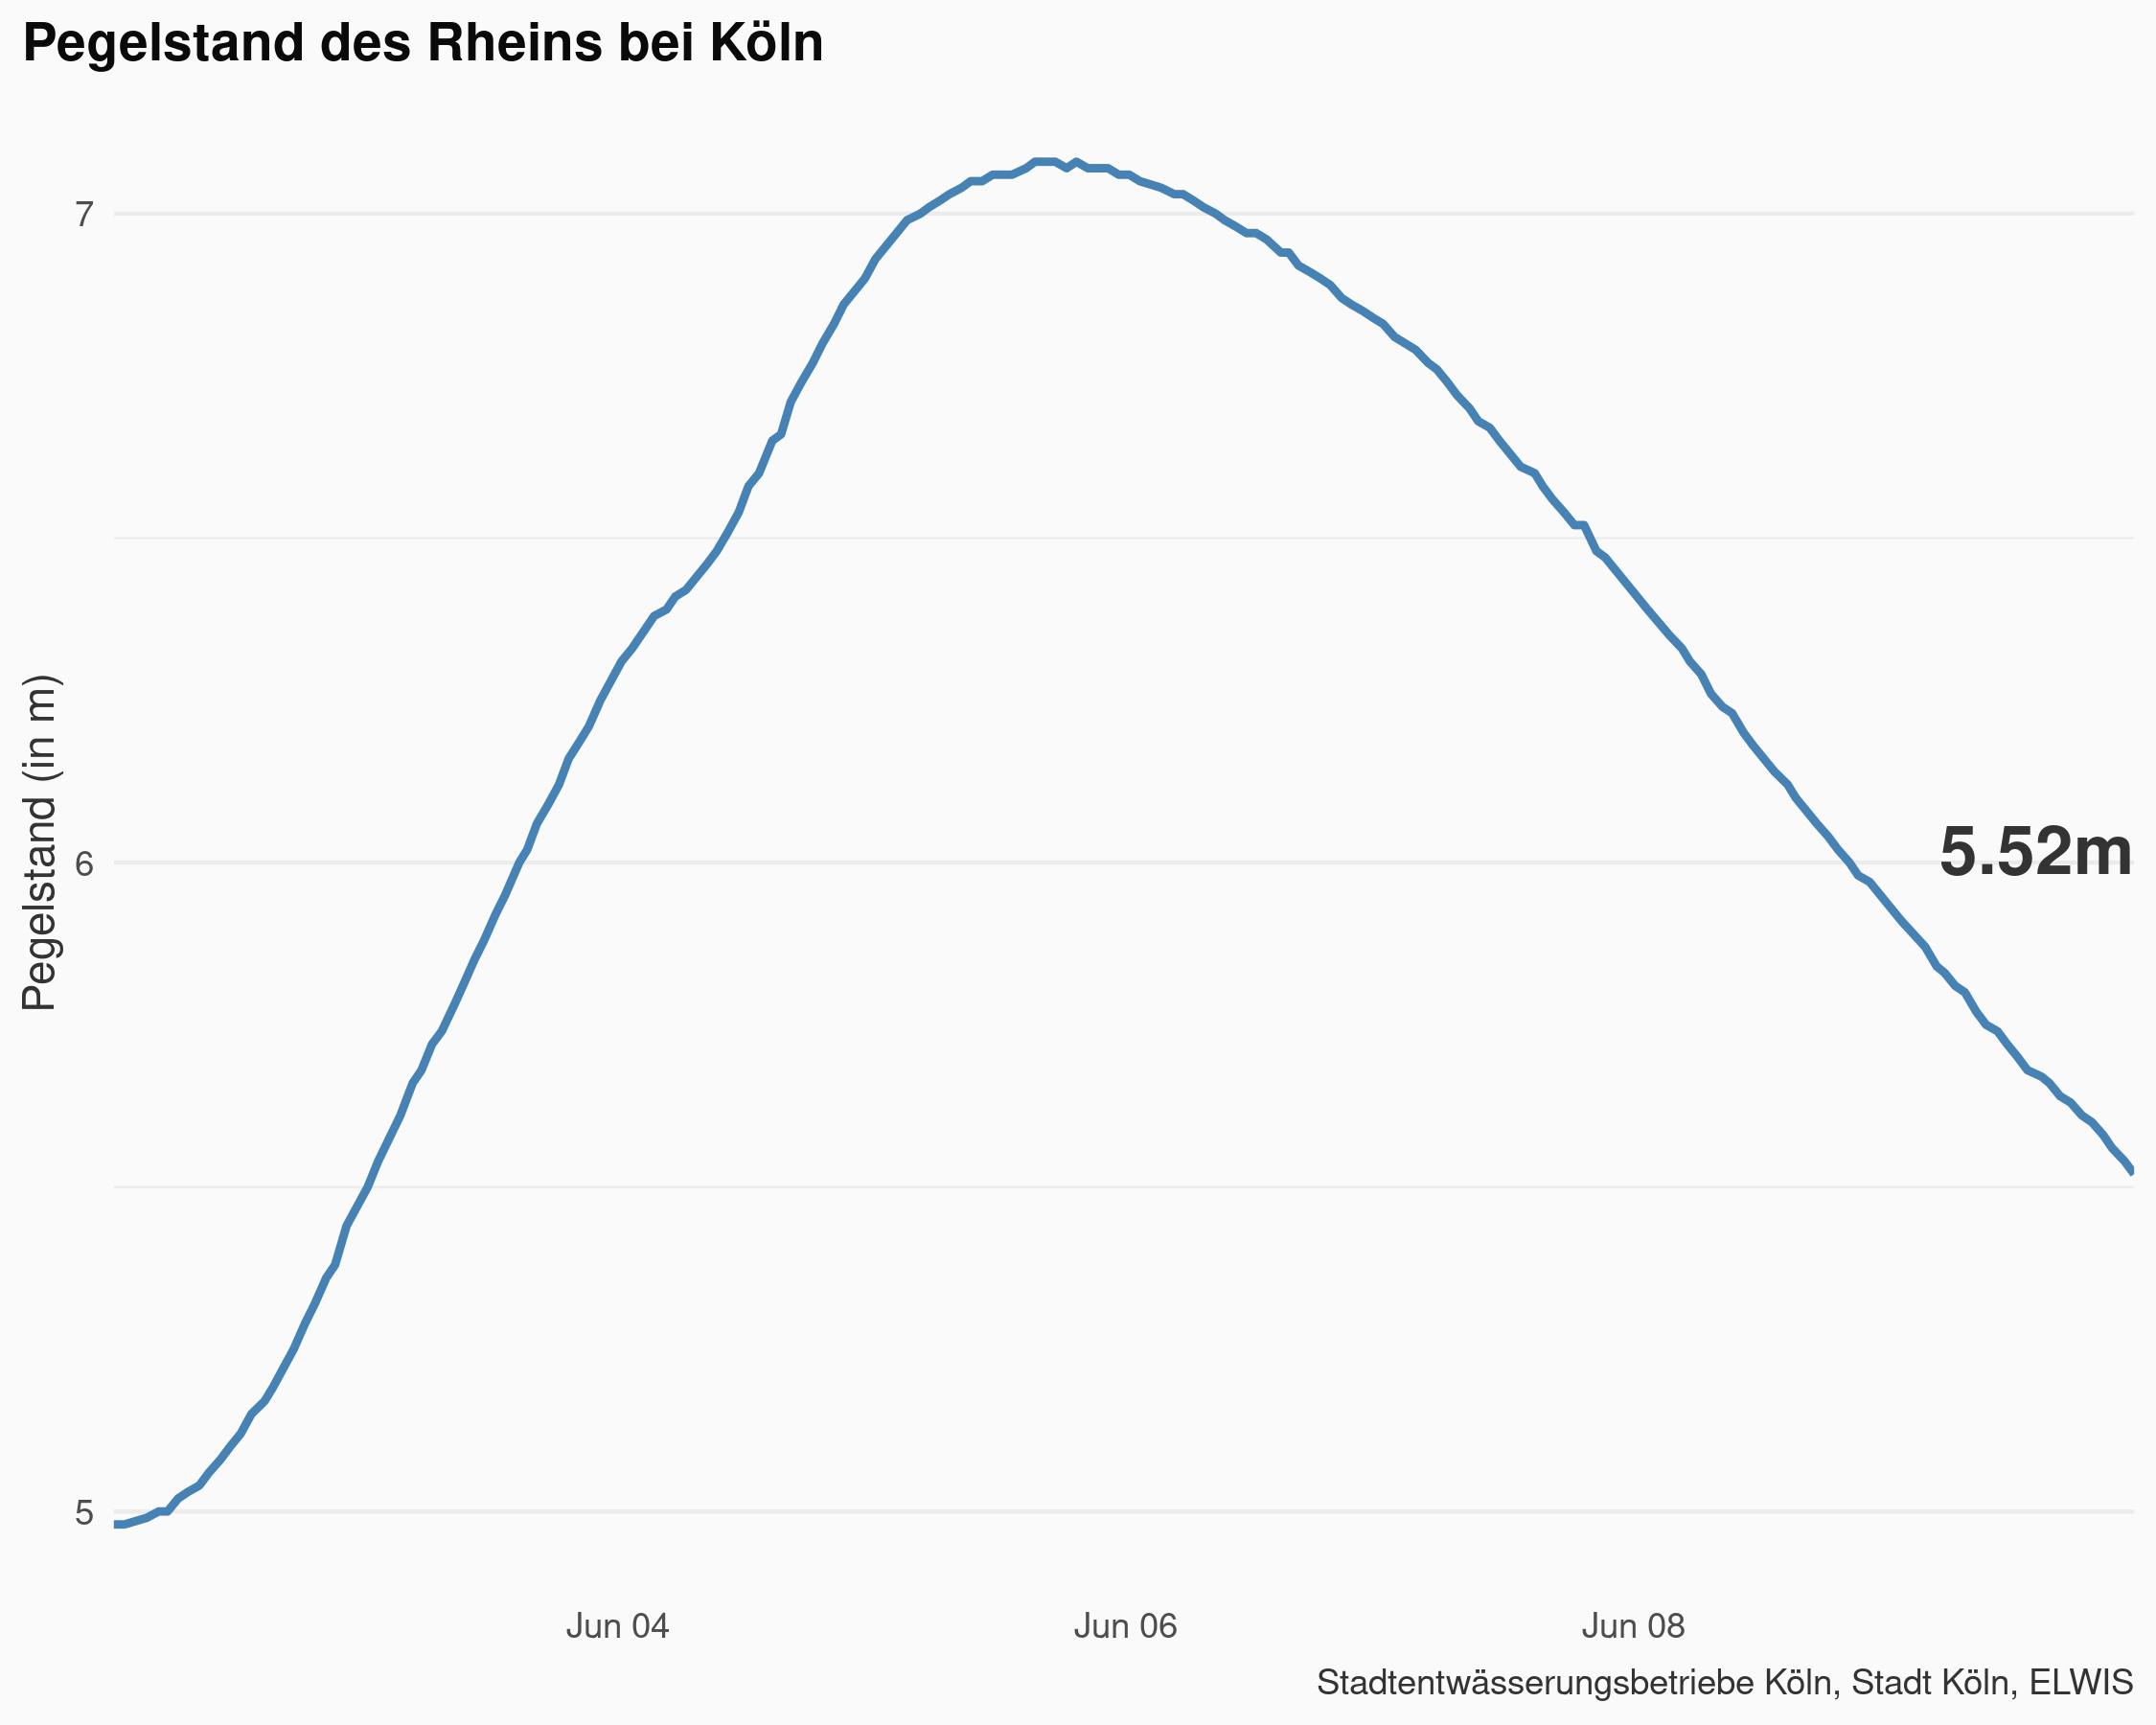 Pegelstand des Rheins bei Köln
Pegelstand (in m)
7
6
5
5.52m
Jun 04
Jun 06
Jun 08
Stadtentwässerungsbetriebe Köln, Stadt Köln, ELWIS